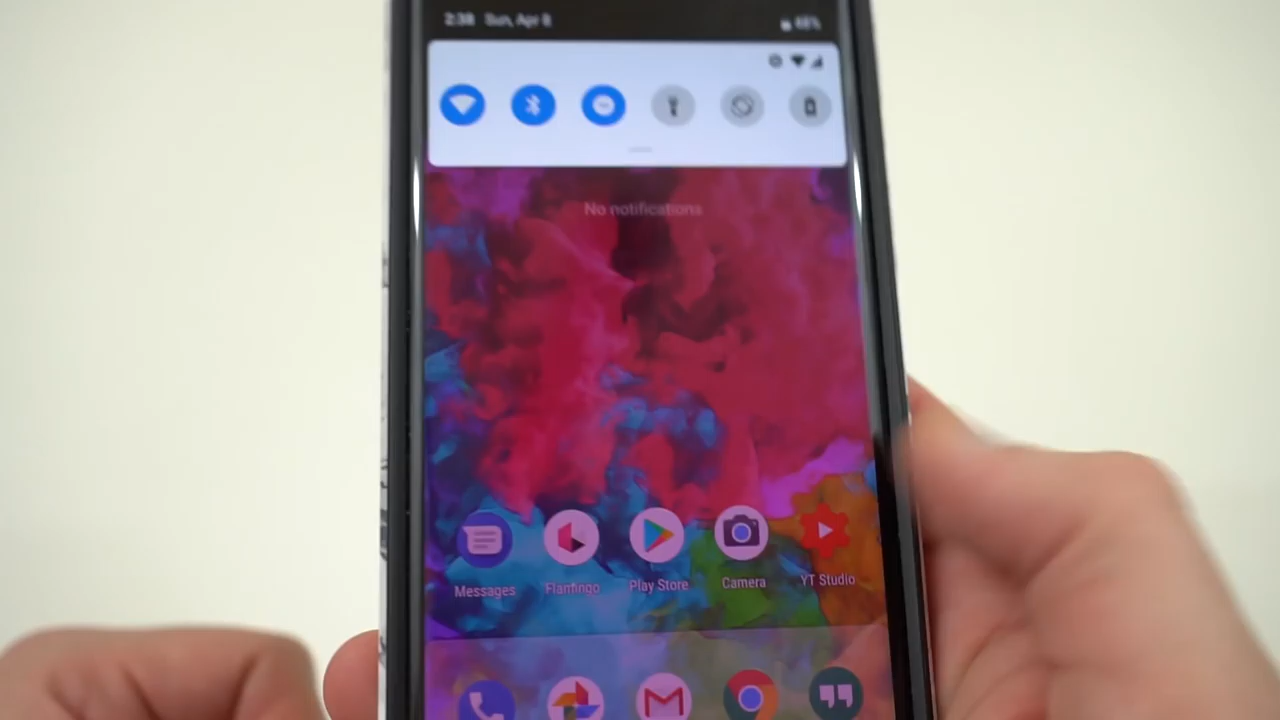 2:38 Sun, Apr 8
No notifications
Messages Flamingo Play Store Camera YT Studio